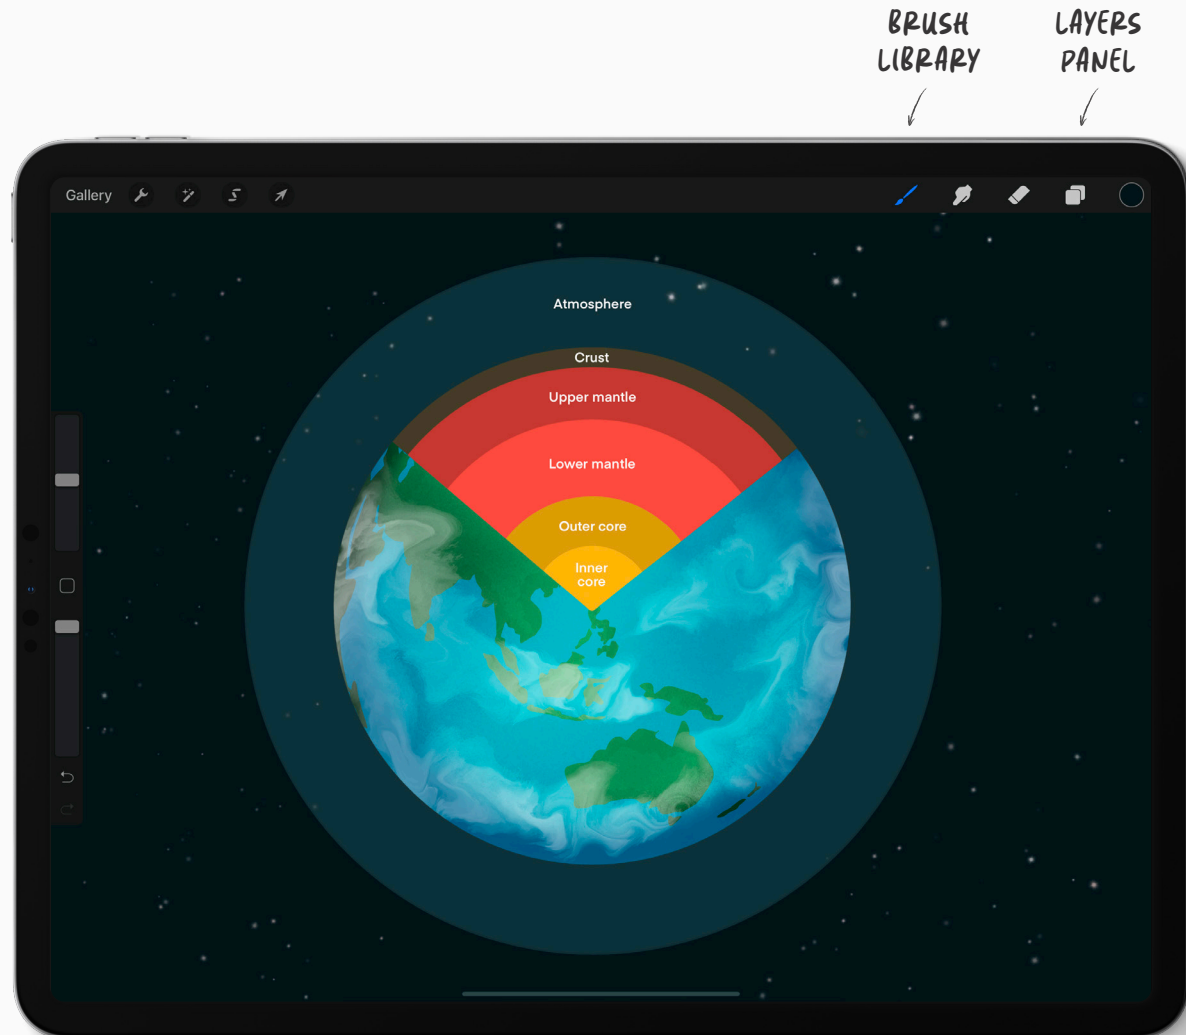 BRUSH
LIBRARY
LAYERS
PANEL
Gallery
Atmosphere
Crust
Upper mantle
Lower mantle
Outer core
Inner
core